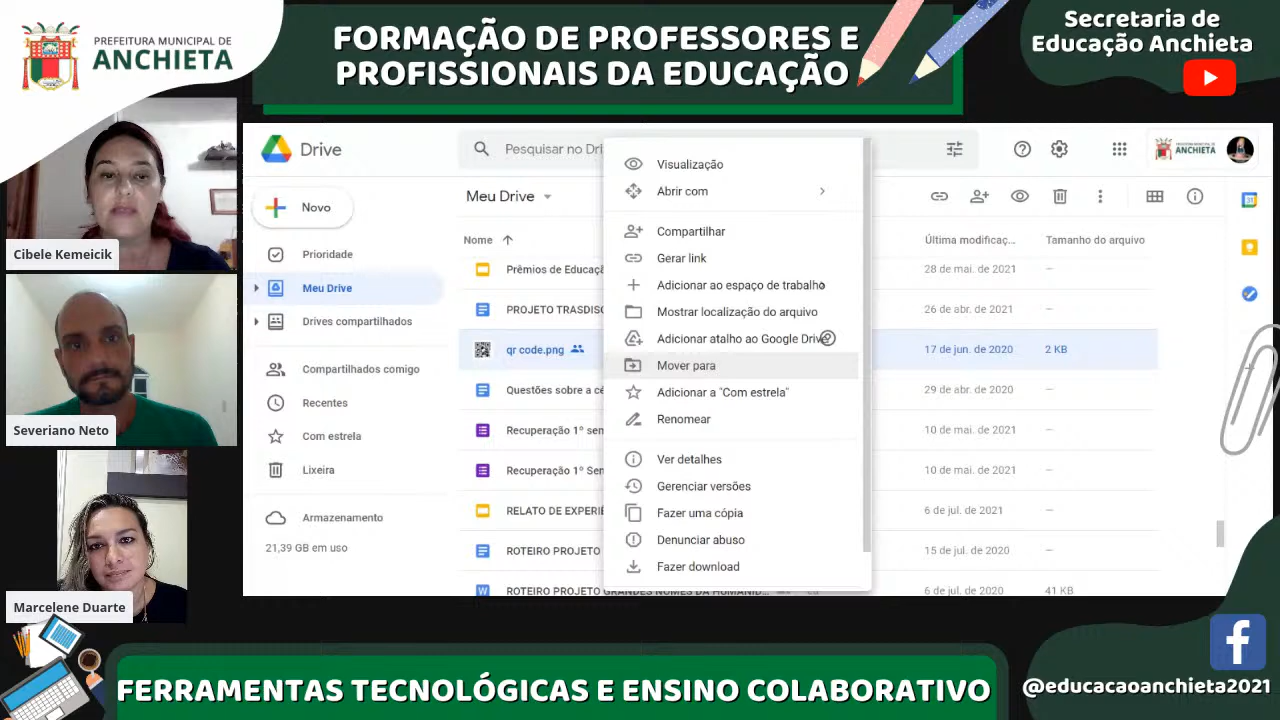 PREFEITURA MUNICIPAL DE
ANCHIETA
FORMAÇÃO DE PROFESSORES E
PROFISSIONAIS DA EDUCAÇÃO
Secretaria de
Educação Anchieta
Cibele Kemeicik
Severiano Neto
Marcelene Duarte
Drive
Pesquisar no Dri
ANCHIETA
Novo
Prioridade
Meu Drive
Drives compartilhados
Compartilhados comigo
Recentes
Com estrela
Lixeira
Armazenamento
21,39 GB em uso
Meu Drive
Nome
Última modificaç...
Tamanho do arquivo
Prêmios de Educaçã
28 de mai. de 2021
—
PROJETO TRASDISC
26 de abr. de 2021
—
qr code.png
17 de jun. de 2020
2 KB
Questões sobre a cé
29 de abr. de 2020
—
Recuperação 1º sem
10 de mai. de 2021
—
Recuperação 1º Sem
10 de mai. de 2021
—
RELATO DE EXPERIÊ
6 de jul. de 2021
—
ROTEIRO PROJETO
15 de jul. de 2020
—
ROTEIRO PROJETO GRANDES NOMES DA HUMANID...
6 de jul. de 2020
41 KB
Visualização
Abrir com
Compartilhar
Gerar link
Adicionar ao espaço de trabalho
Mostrar localização do arquivo
Adicionar atalho ao Google Drive
Mover para
Adicionar a "Com estrela"
Renomear
Ver detalhes
Gerenciar versões
Fazer uma cópia
Denunciar abuso
Fazer download
FERRAMENTAS TECNOLÓGICAS E ENSINO COLABORATIVO
@educacaoanchieta2021